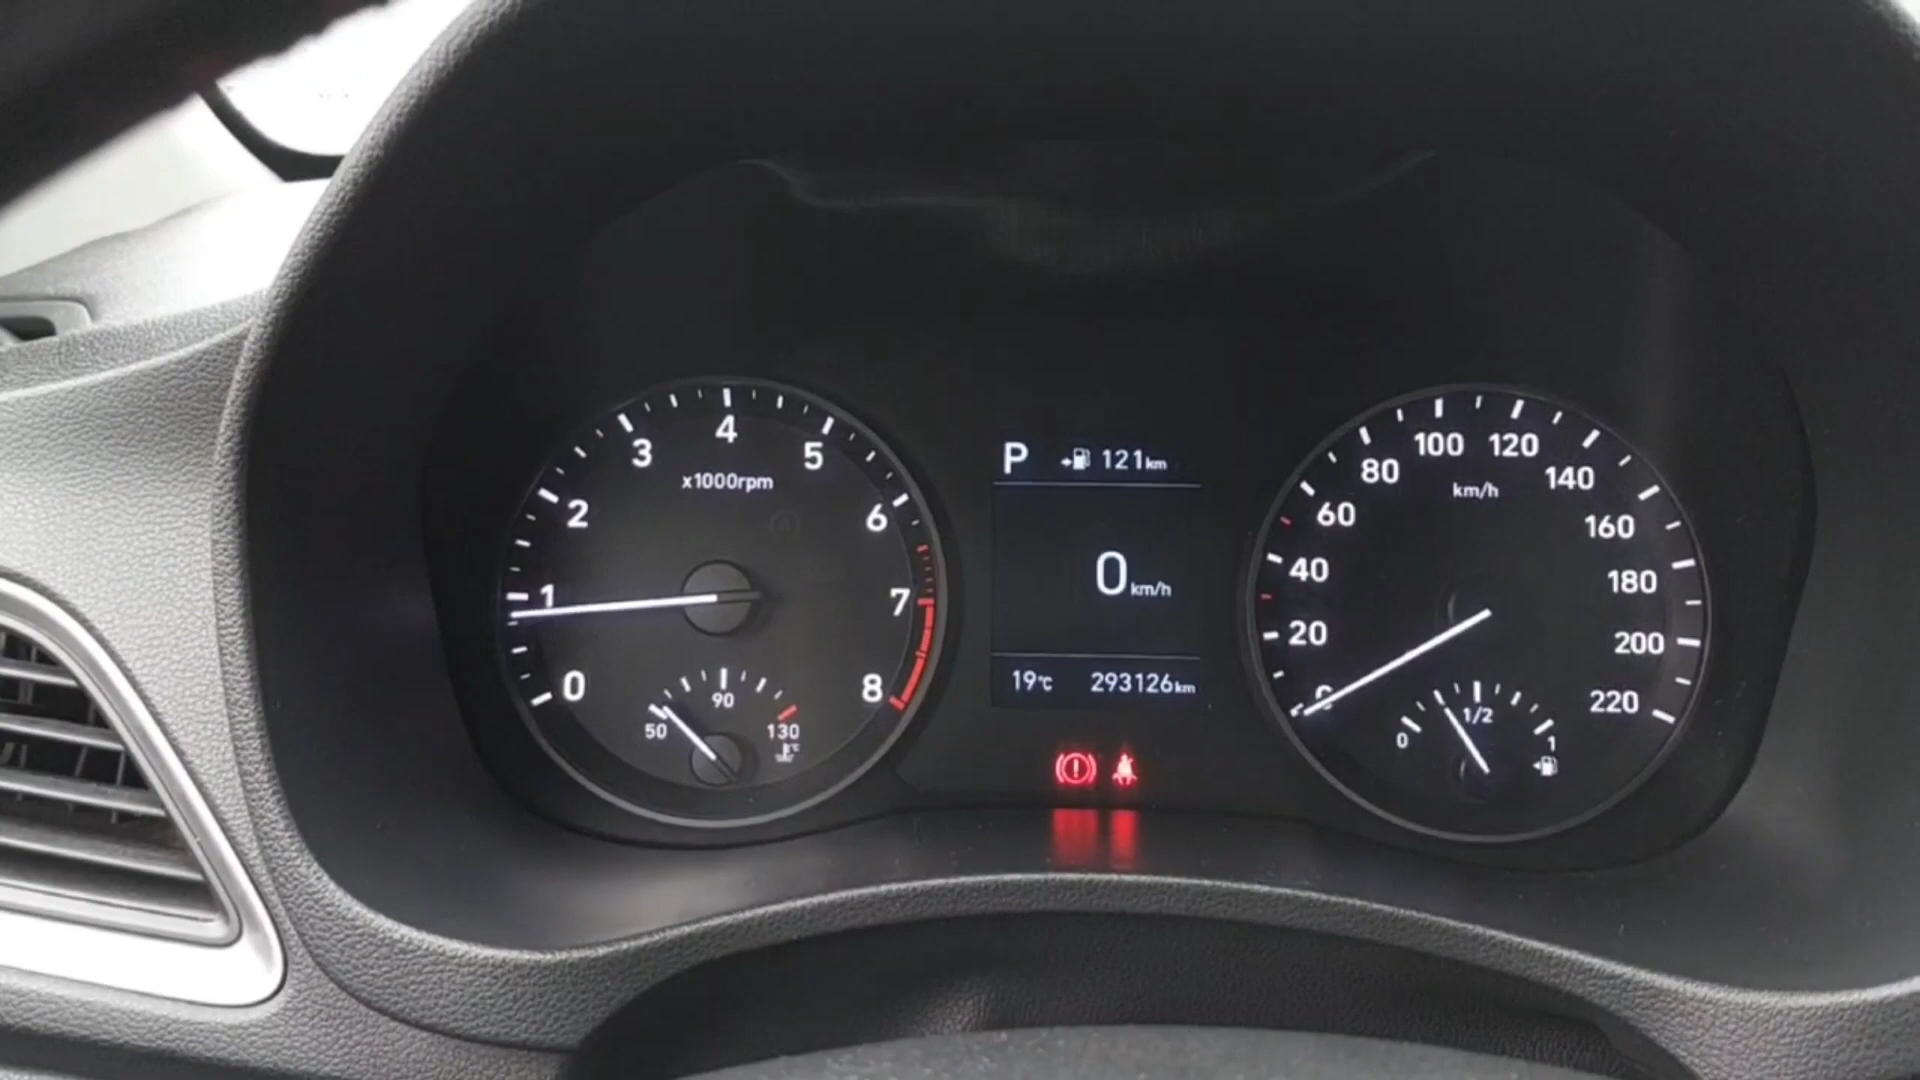 0 1 2 3 4 5 6 7 8
x1000rpm
50 90 130
°C
P 121km
0km/h
19°C 293126km
0 20 40 60 80 100 120 140 160 180 200 220
km/h
0 1/2 1